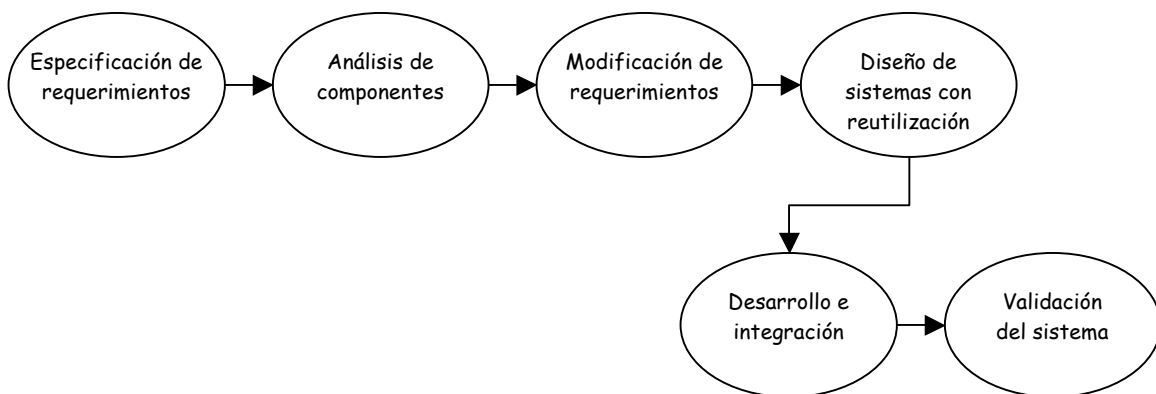 Especificación de
requerimientos
Análisis de
componentes
Modificación de
requerimientos
Diseño de
sistemas con
reutilización
Desarrollo e
integración
Validación
del sistema